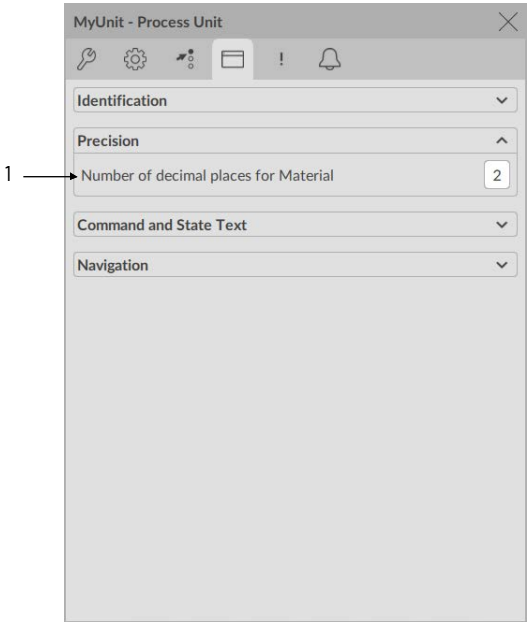 MyUnit - Process Unit
Identification
Precision
1
Number of decimal places for Material 2
Command and State Text
Navigation